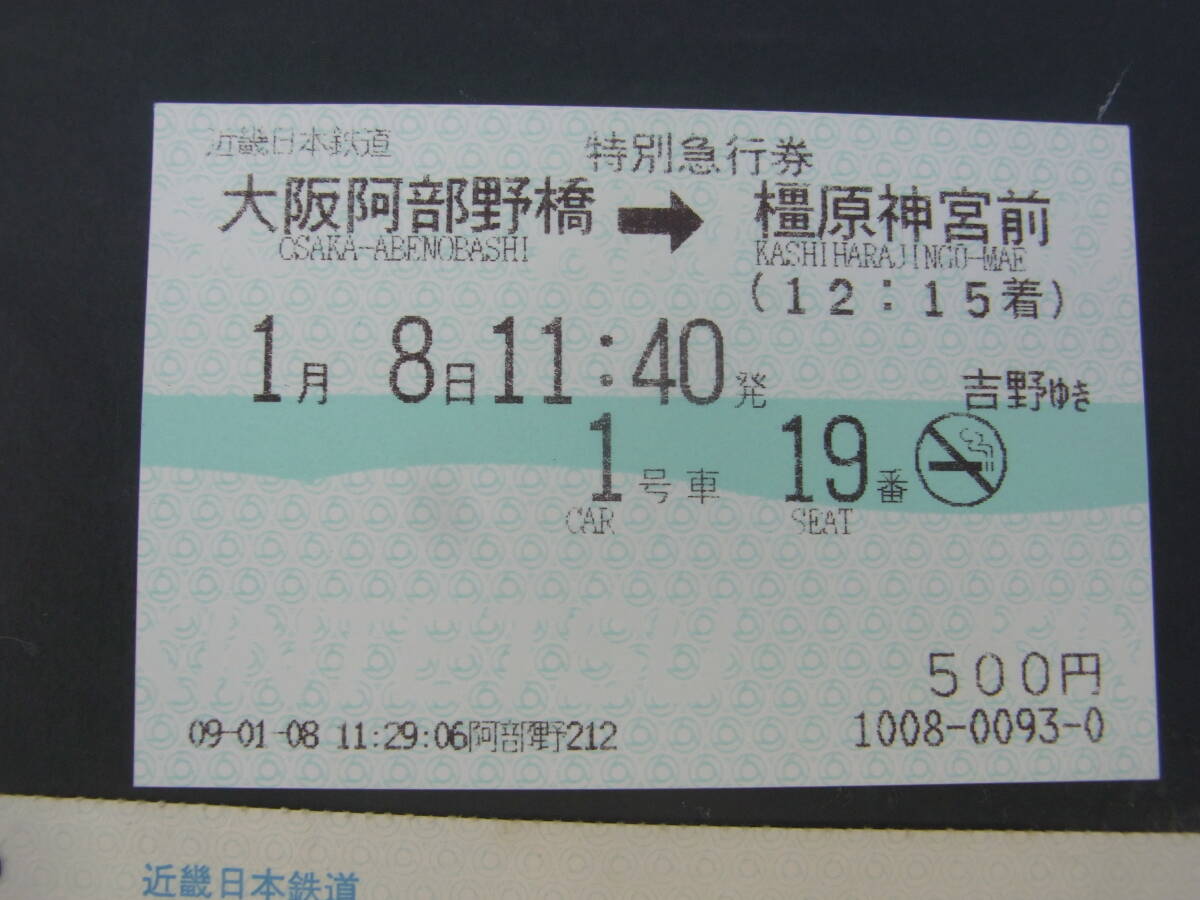 近畿日本鉄道 特別急行券
大阪阿部野橋 ➡ 橿原神宮前
OSAKA-ABENOBASHI KASHIHARAJINGU-MAE
(12:15着)
1月 8日 11:40発 吉野ゆき
1号車 19番
CAR SEAT
500円
09-01-08 11:29:06阿部野212 1008-0093-0
近畿日本鉄道